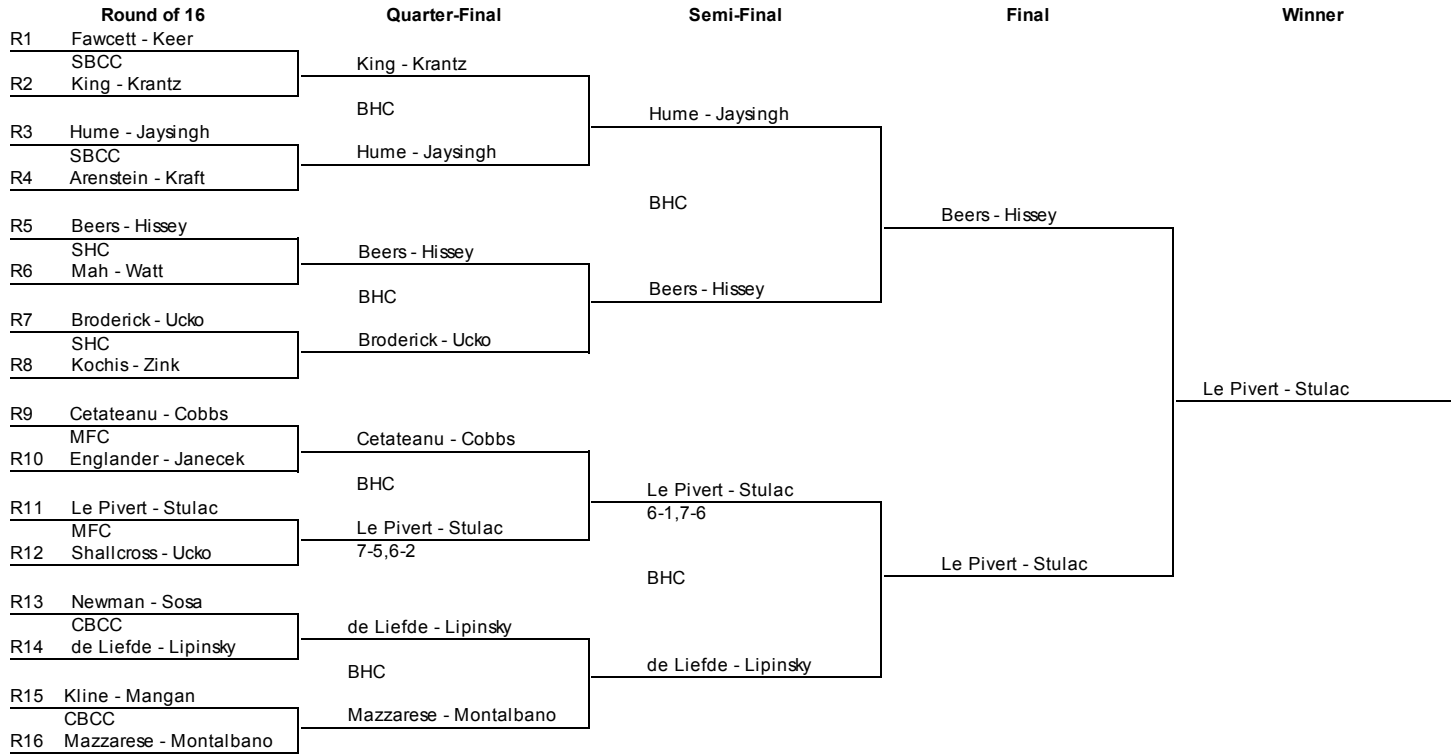 Round of 16 Quarter-Final Semi-Final Final Winner
R1 Fawcett - Keer
SBCC
R2 King - Krantz
R3 Hume - Jaysingh
SBCC
R4 Arenstein - Kraft
R5 Beers - Hissey
SHC
R6 Mah - Watt
R7 Broderick - Ucko
SHC
R8 Kochis - Zink
R9 Cetateanu - Cobbs
MFC
R10 Englander - Janecek
R11 Le Pivert - Stulac
MFC
R12 Shallcross - Ucko
R13 Newman - Sosa
CBCC
R14 de Liefde - Lipinsky
R15 Kline - Mangan
CBCC
R16 Mazzarese - Montalbano
King - Krantz
BHC
Hume - Jaysingh
Beers - Hissey
BHC
Broderick - Ucko
Cetateanu - Cobbs
BHC
Le Pivert - Stulac
7-5,6-2
de Liefde - Lipinsky
BHC
Mazzarese - Montalbano
Hume - Jaysingh
BHC
Beers - Hissey
Le Pivert - Stulac
6-1,7-6
BHC
de Liefde - Lipinsky
Beers - Hissey
Le Pivert - Stulac
Le Pivert - Stulac